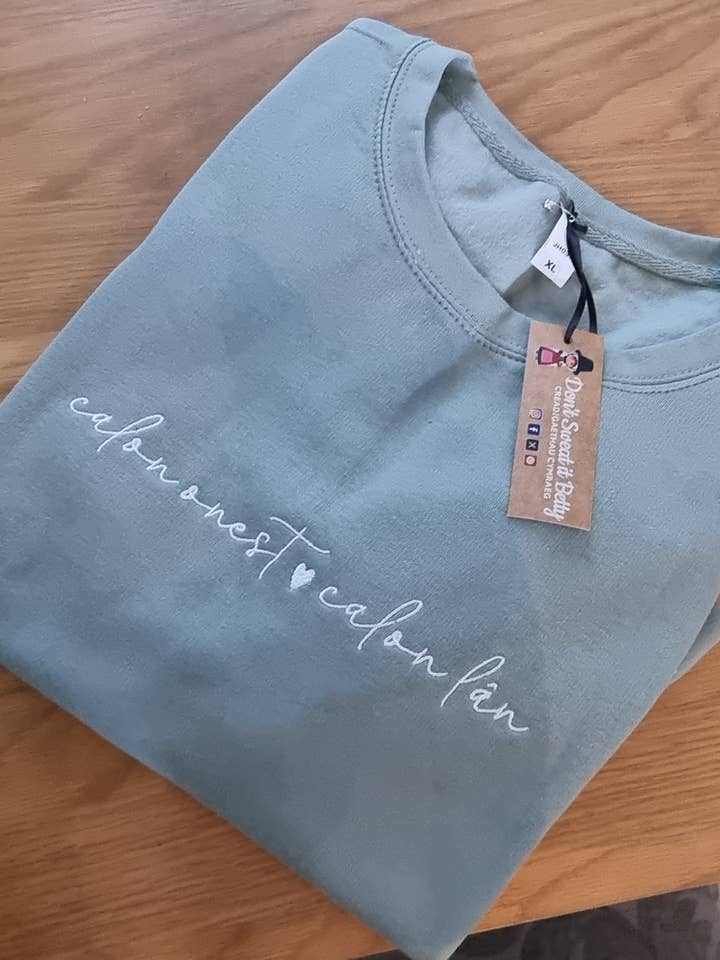 XL
Don't Sweat it Betty
CREADIGAETHAU CYMRAEG
calon onest calon lân